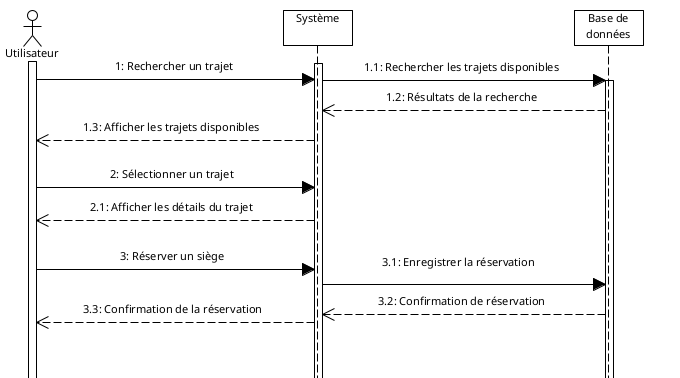 Utilisateur
Système
Base de
données
1: Rechercher un trajet
1.1: Rechercher les trajets disponibles
1.2: Résultats de la recherche
1.3: Afficher les trajets disponibles
2: Sélectionner un trajet
2.1: Afficher les détails du trajet
3: Réserver un siège
3.1: Enregistrer la réservation
3.2: Confirmation de réservation
3.3: Confirmation de la réservation